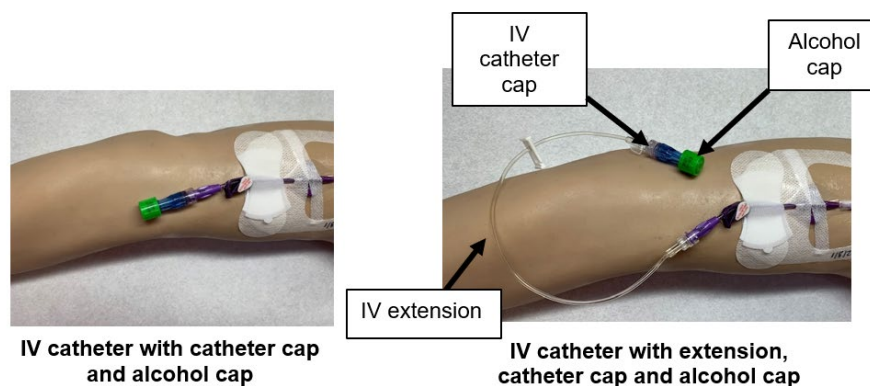 IV
catheter
cap
Alcohol
cap
IV extension
IV catheter with catheter cap
and alcohol cap
IV catheter with extension,
catheter cap and alcohol cap